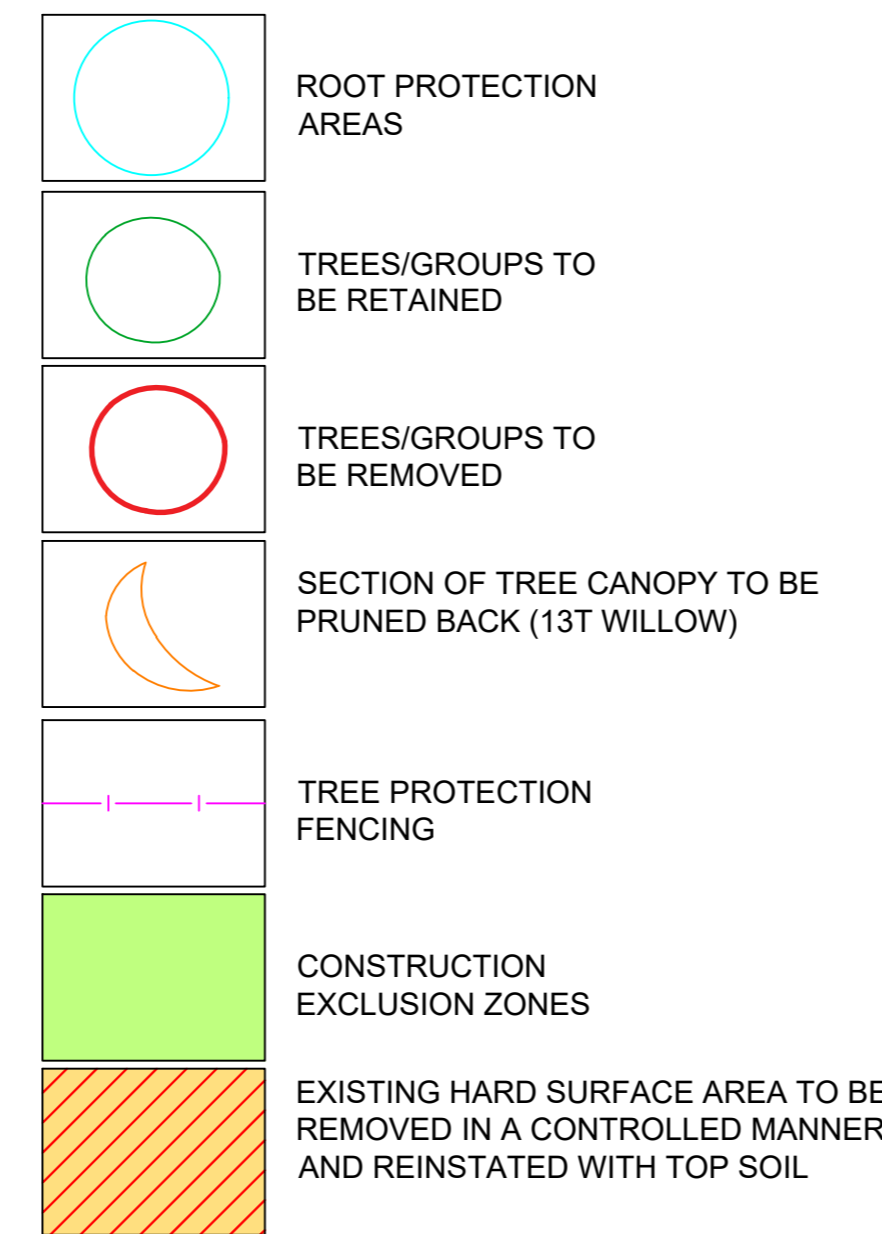 ROOT PROTECTION
AREAS
TREES/GROUPS TO
BE RETAINED
TREES/GROUPS TO
BE REMOVED
SECTION OF TREE CANOPY TO BE
PRUNED BACK (13T WILLOW)
TREE PROTECTION
FENCING
CONSTRUCTION
EXCLUSION ZONES
EXISTING HARD SURFACE AREA TO BE
REMOVED IN A CONTROLLED MANNER
AND REINSTATED WITH TOP SOIL